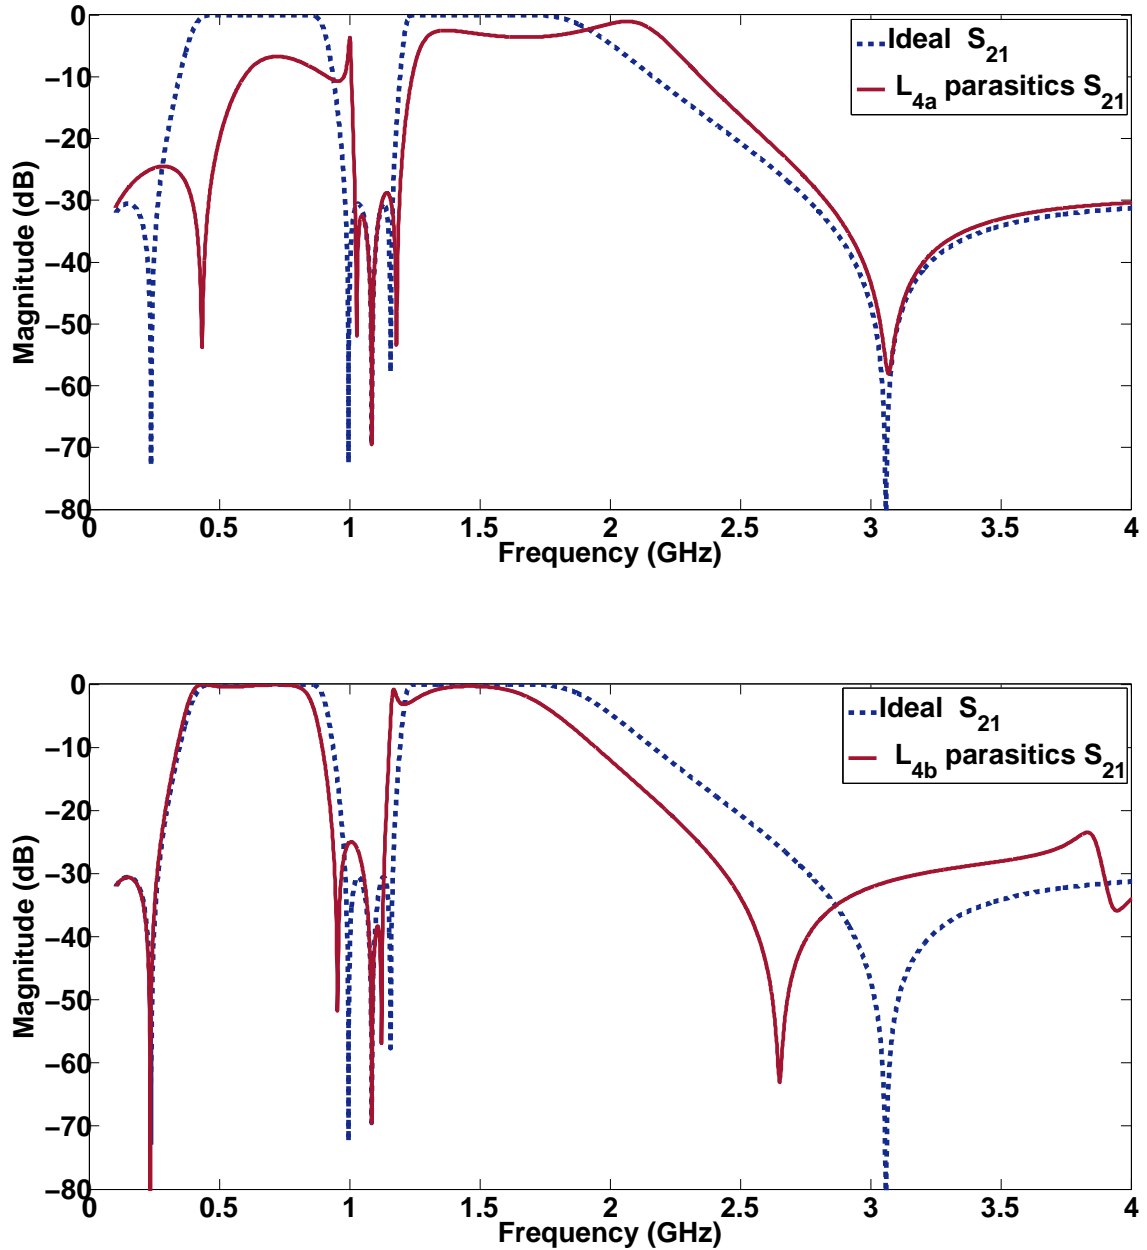 0
−10
−20
−30
−40
−50
−60
−70
−80
Magnitude (dB)
0 0.5 1 1.5 2 2.5 3 3.5 4
Frequency (GHz)
Ideal S21
L4a parasitics S21
0
−10
−20
−30
−40
−50
−60
−70
−80
Magnitude (dB)
0 0.5 1 1.5 2 2.5 3 3.5 4
Frequency (GHz)
Ideal S21
L4b parasitics S21